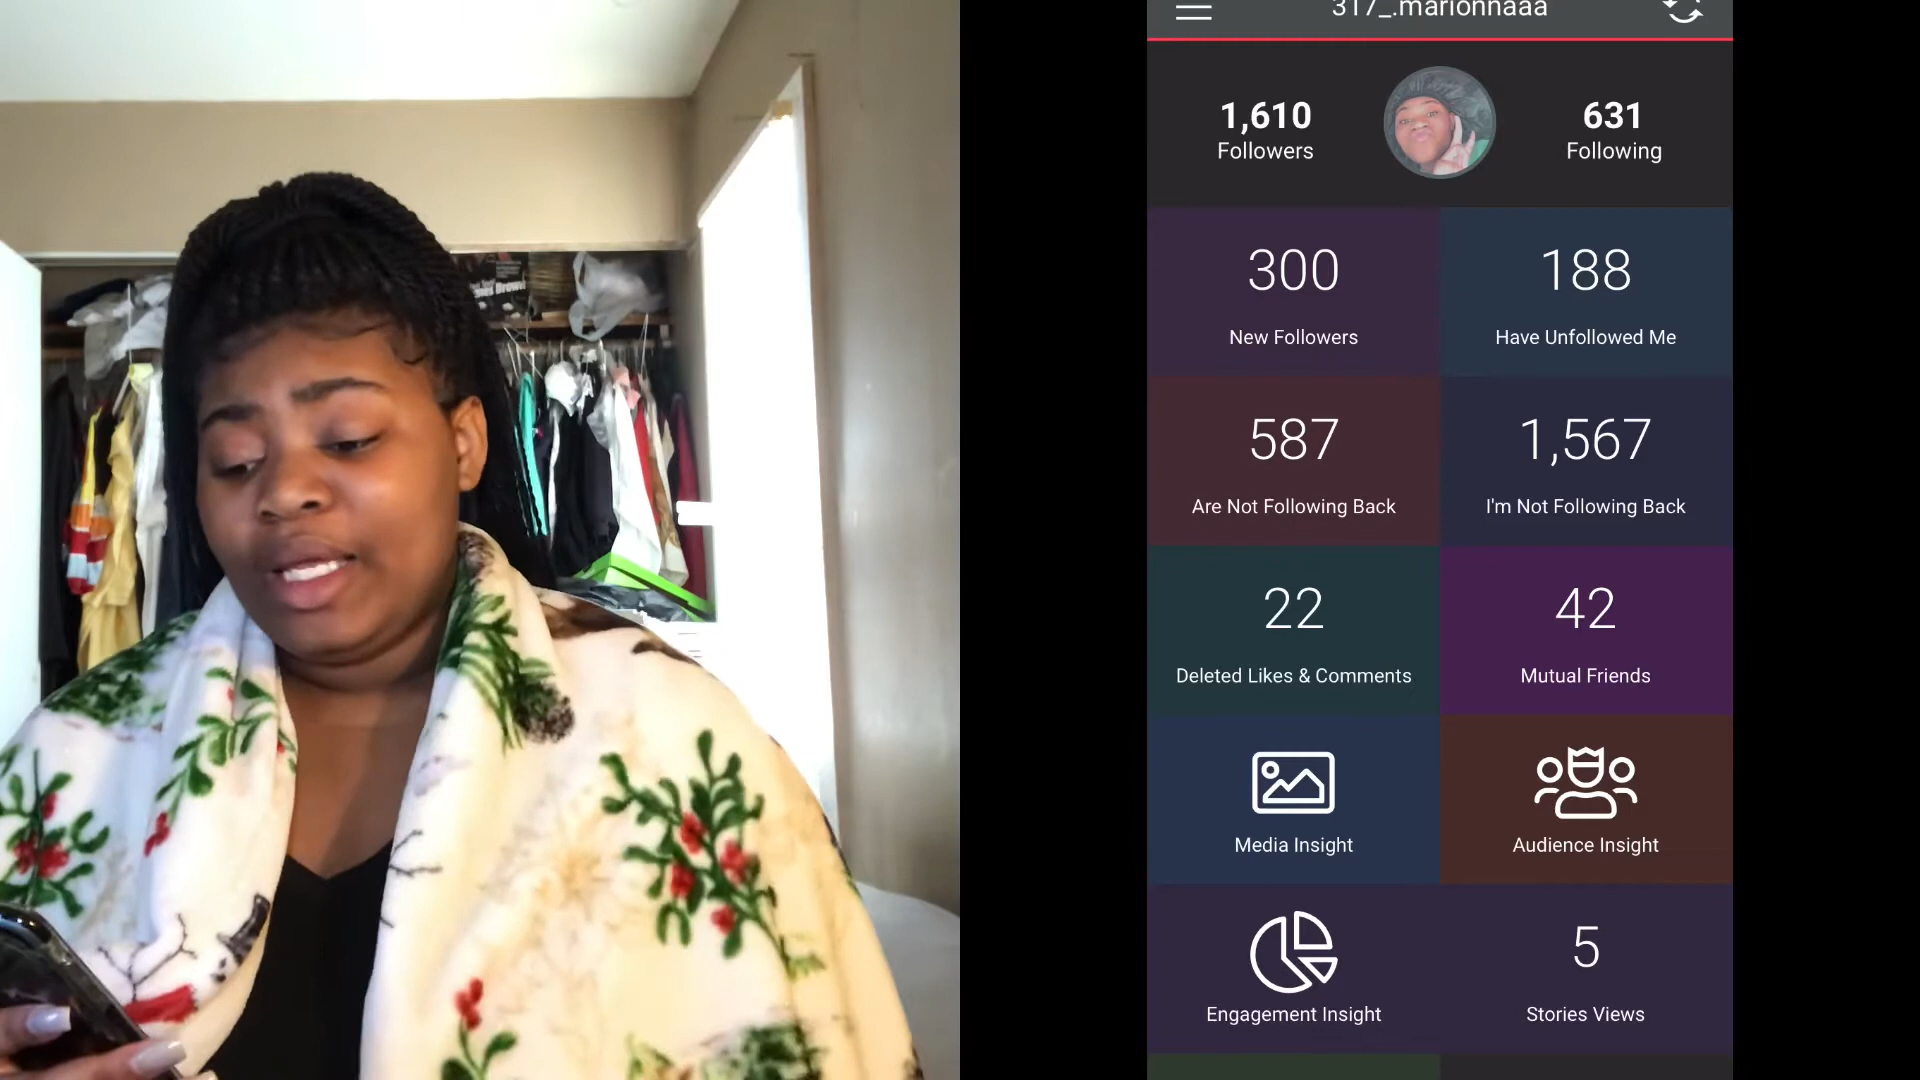 317_.marionnaaa
1,610
Followers
631
Following
300
New Followers
188
Have Unfollowed Me
587
Are Not Following Back
1,567
I'm Not Following Back
22
Deleted Likes & Comments
42
Mutual Friends
Media Insight
Audience Insight
Engagement Insight
5
Stories Views